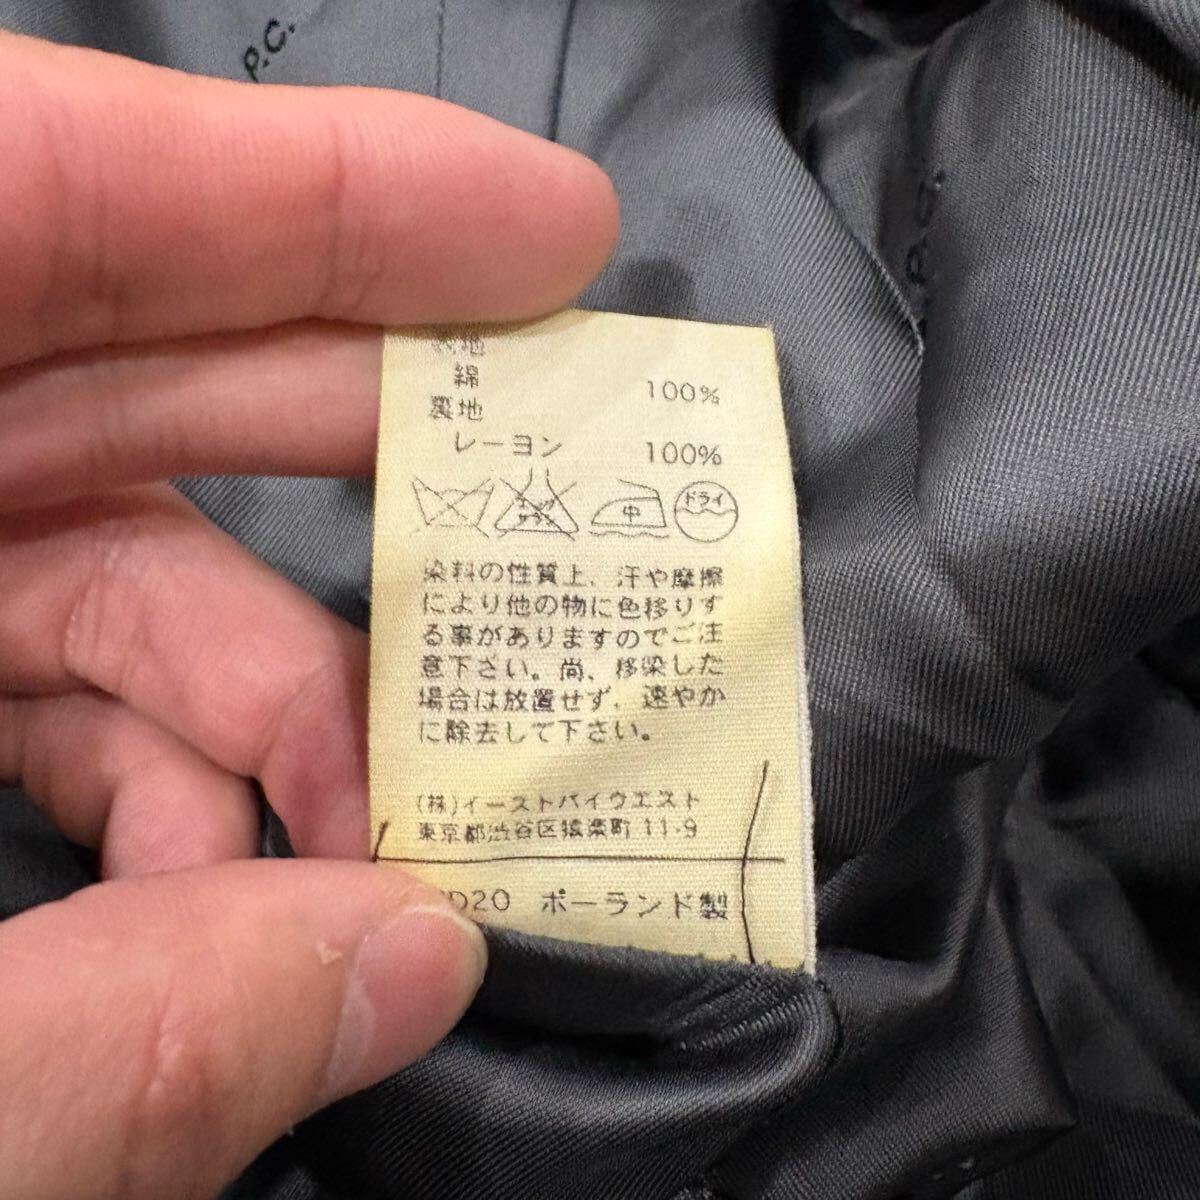 P.C.
P.C.
表地
綿 100%
裏地
レーヨン 100%
中 ドライ
染料の性質上、汗や摩擦
により他の物に色移りす
る事がありますのでご注
意下さい。尚、移染した
場合は放置せず、速やか
に除去して下さい。
(株)イーストバイウエスト
東京都渋谷区猿楽町 11-9
D20 ポーランド製